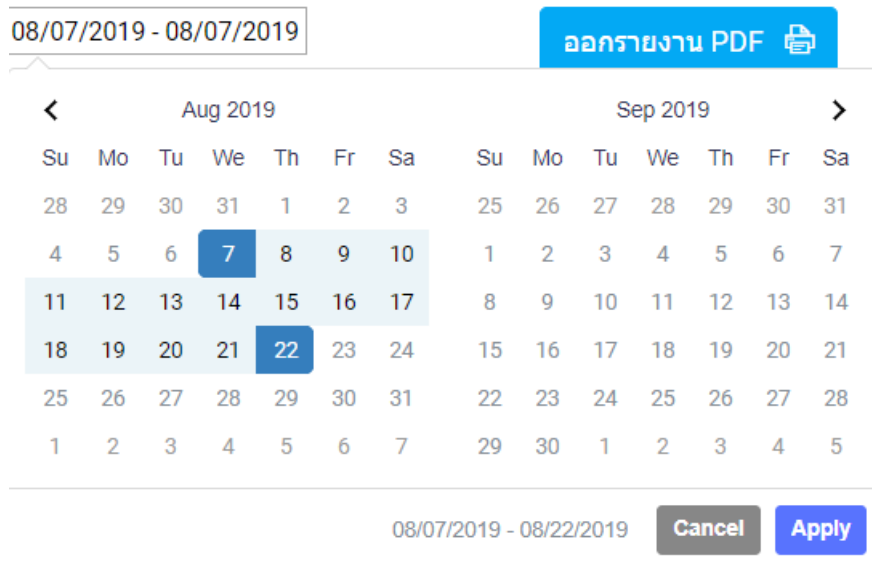 08/07/2019 - 08/07/2019
ออกรายงาน PDF
Aug 2019
Su Mo Tu We Th Fr Sa
28 29 30 31 1 2 3
4 5 6 7 8 9 10
11 12 13 14 15 16 17
18 19 20 21 22 23 24
25 26 27 28 29 30 31
1 2 3 4 5 6 7
Sep 2019
Su Mo Tu We Th Fr Sa
25 26 27 28 29 30 31
1 2 3 4 5 6 7
8 9 10 11 12 13 14
15 16 17 18 19 20 21
22 23 24 25 26 27 28
29 30 1 2 3 4 5
08/07/2019 - 08/22/2019
Cancel
Apply